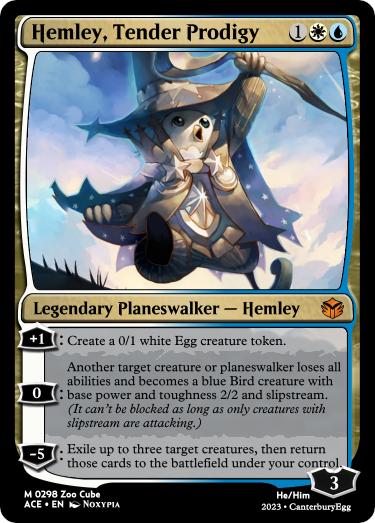 Hemley, Tender Prodigy 1
Legendary Planeswalker — Hemley
+1: Create a 0/1 white Egg creature token.
Another target creature or planeswalker loses all
abilities and becomes a blue Bird creature with
0: base power and toughness 2/2 and slipstream.
(It can't be blocked as long as only creatures with
slipstream are attacking.)
-5: Exile up to three target creatures, then return
those cards to the battlefield under your control.
3
M 0298 Zoo Cube He/Him
ACE • EN Noxypia 2023 • CanterburyEgg